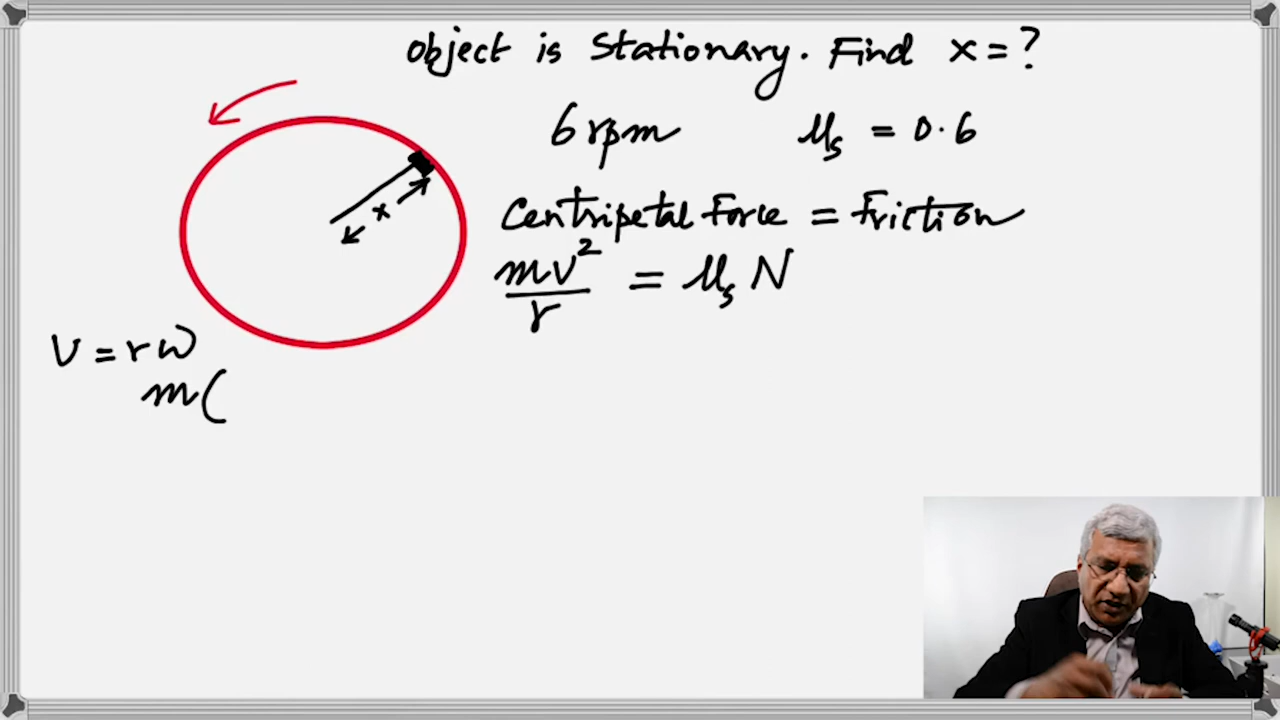 object is Stationary. Find x = ?
6 rpm μs = 0.6
x
Centripetal Force = Friction
mv²/r = μs N
v = rω
m(